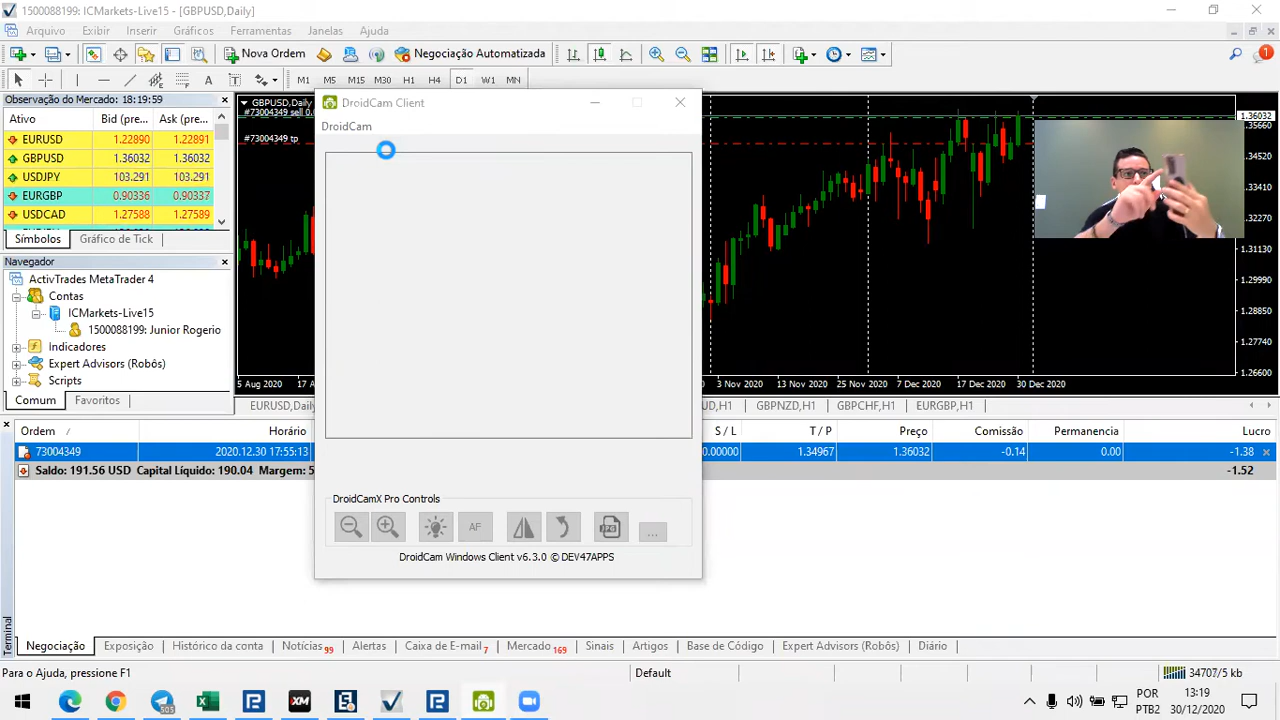 1500088199: ICMarkets-Live15 - [GBPUSD,Daily]
Arquivo Exibir Inserir Gráficos Ferramentas Janelas Ajuda
Nova Ordem Negociação Automatizada
A T M1 M5 M15 M30 H1 H4 D1 W1 MN
Observação do Mercado: 18:19:59
Ativo Bid (pre... Ask (pre...
EURUSD 1.22890 1.22891
GBPUSD 1.36032 1.36032
USDJPY 103.291 103.291
EURGBP 0.90336 0.90336
USDCAD 1.27588 1.27589
Símbolos Gráfico de Tick
Navegador
ActivTrades MetaTrader 4
Contas
ICMarkets-Live15
1500088199: Junior Rogerio
Indicadores
Expert Advisors (Robôs)
Scripts
Comum Favoritos
GBPUSD,Daily
#73004349 sell 0.0
#73004349 tp
DroidCam Client
DroidCam
DroidCamX Pro Controls
AF
JPG
...
DroidCam Windows Client v6.3.0 © DEV47APPS
1.36032
1.35660
1.34520
1.33410
1.32270
1.31130
1.29990
1.28850
1.27740
1.26600
5 Aug 2020 17 A 3 Nov 2020 13 Nov 2020 25 Nov 2020 7 Dec 2020 17 Dec 2020 30 Dec 2020
EURUSD,Daily UD,H1 GBPNZD,H1 GBPCHF,H1 EURGBP,H1
Ordem / Horário S / L T / P Preço Comissão Permanencia Lucro
73004349 2020.12.30 17:55:13 0.00000 1.34967 1.36032 -0.14 0.00 -1.38
Saldo: 191.56 USD Capital Líquido: 190.04 Margem: 5 -1.52
Terminal
Negociação Exposição Histórico da conta Notícias 99 Alertas Caixa de E-mail 7 Mercado 169 Sinais Artigos Base de Código Expert Advisors (Robôs) Diário
Para o Ajuda, pressione F1 Default 34707/5 kb
505 XM
POR
PTB2
13:19
30/12/2020
1